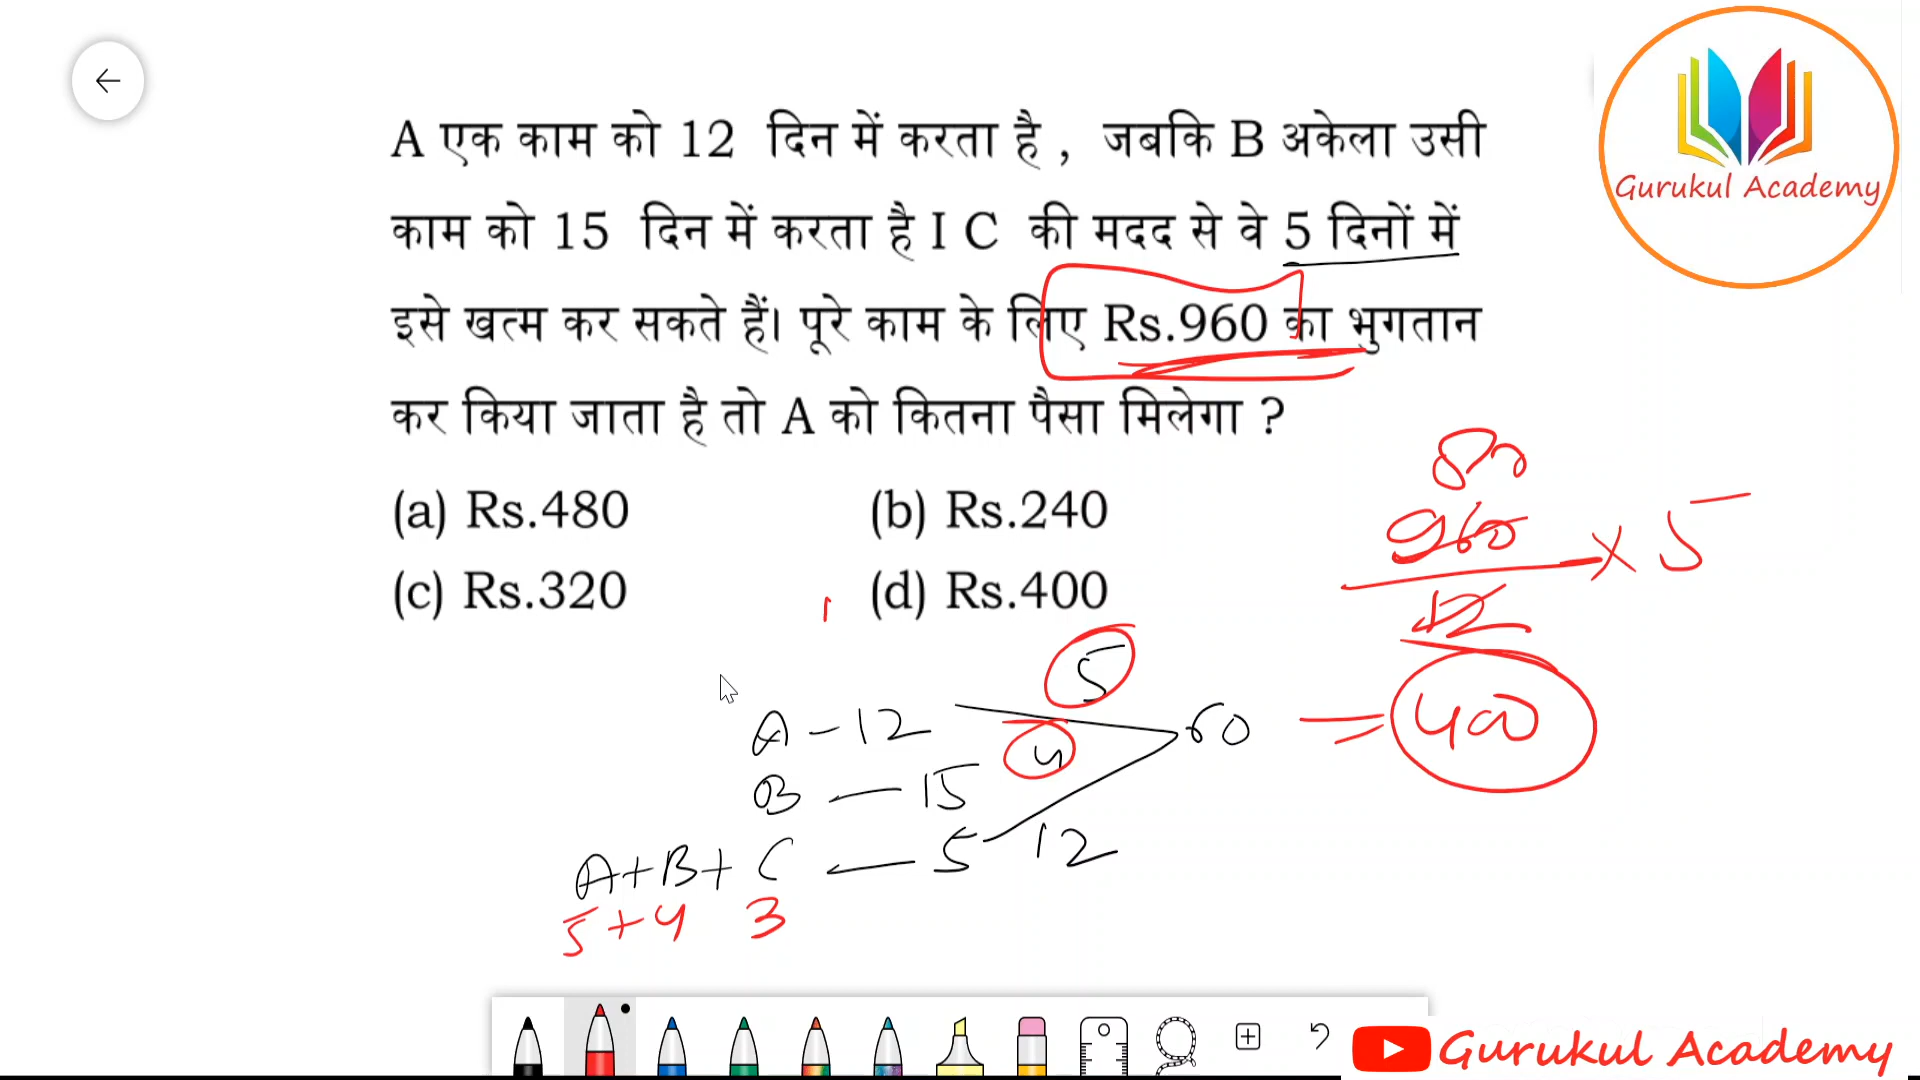 Gurukul Academy
A एक काम को 12 दिन में करता है , जबकि B अकेला उसी
काम को 15 दिन में करता है I C की मदद से वे 5 दिनों में
इसे खत्म कर सकते हैं। पूरे काम के लिए Rs.960 का भुगतान
कर किया जाता है तो A को कितना पैसा मिलेगा ?
(a) Rs.480 (b) Rs.240
(c) Rs.320 (d) Rs.400
80
960 × 5
12
= 400
5
A - 12 60
4
B — 15
A+B+C — 5 12
5+4 3
Gurukul Academy